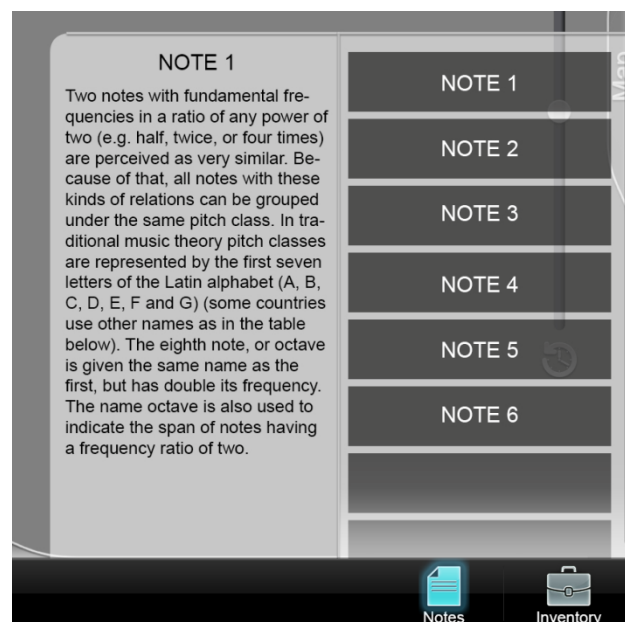 NOTE 1
Two notes with fundamental fre-
quencies in a ratio of any power of
two (e.g. half, twice, or four times)
are perceived as very similar. Be-
cause of that, all notes with these
kinds of relations can be grouped
under the same pitch class. In tra-
ditional music theory pitch classes
are represented by the first seven
letters of the Latin alphabet (A, B,
C, D, E, F and G) (some countries
use other names as in the table
below). The eighth note, or octave
is given the same name as the
first, but has double its frequency.
The name octave is also used to
indicate the span of notes having
a frequency ratio of two.
NOTE 1
NOTE 2
NOTE 3
NOTE 4
NOTE 5
NOTE 6
Map
Notes
Inventory